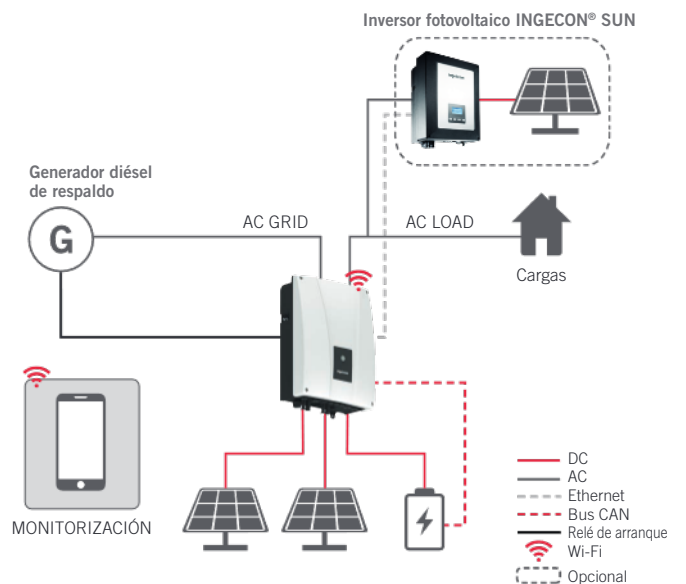 Inversor fotovoltaico INGECON® SUN
Generador diésel
de respaldo
G
AC GRID
AC LOAD
Cargas
MONITORIZACIÓN
DC
AC
Ethernet
Bus CAN
Relé de arranque
Wi-Fi
Opcional